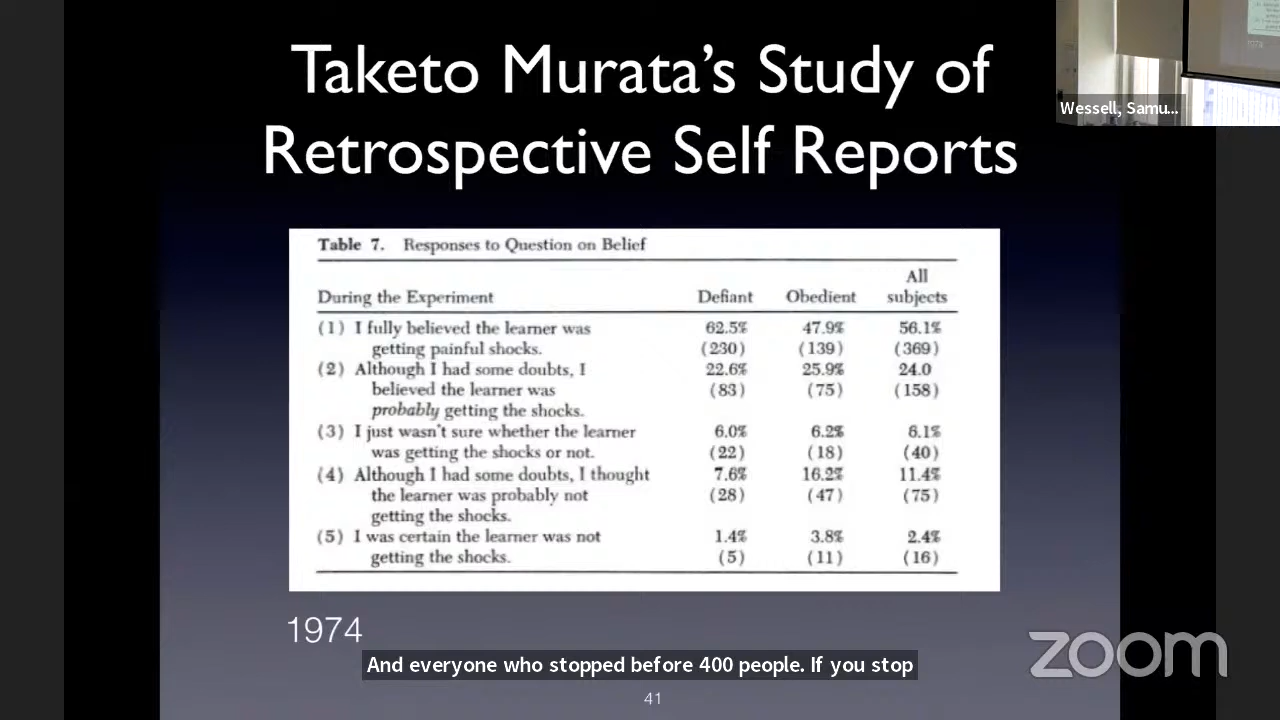 Taketo Murata's Study of
Retrospective Self Reports
Wessell, Samu...
Table 7. Responses to Question on Belief
All
During the Experiment Defiant Obedient subjects
(1) I fully believed the learner was 62.5% 47.9% 56.1%
getting painful shocks. (230) (139) (369)
(2) Although I had some doubts, I 22.6% 25.9% 24.0
believed the learner was (83) (75) (158)
probably getting the shocks.
(3) I just wasn't sure whether the learner 6.0% 6.2% 6.1%
was getting the shocks or not. (22) (18) (40)
(4) Although I had some doubts, I thought 7.6% 16.2% 11.4%
the learner was probably not (28) (47) (75)
getting the shocks.
(5) I was certain the learner was not 1.4% 3.8% 2.4%
getting the shocks. (5) (11) (16)
1974
And everyone who stopped before 400 people. If you stop
zoom
41